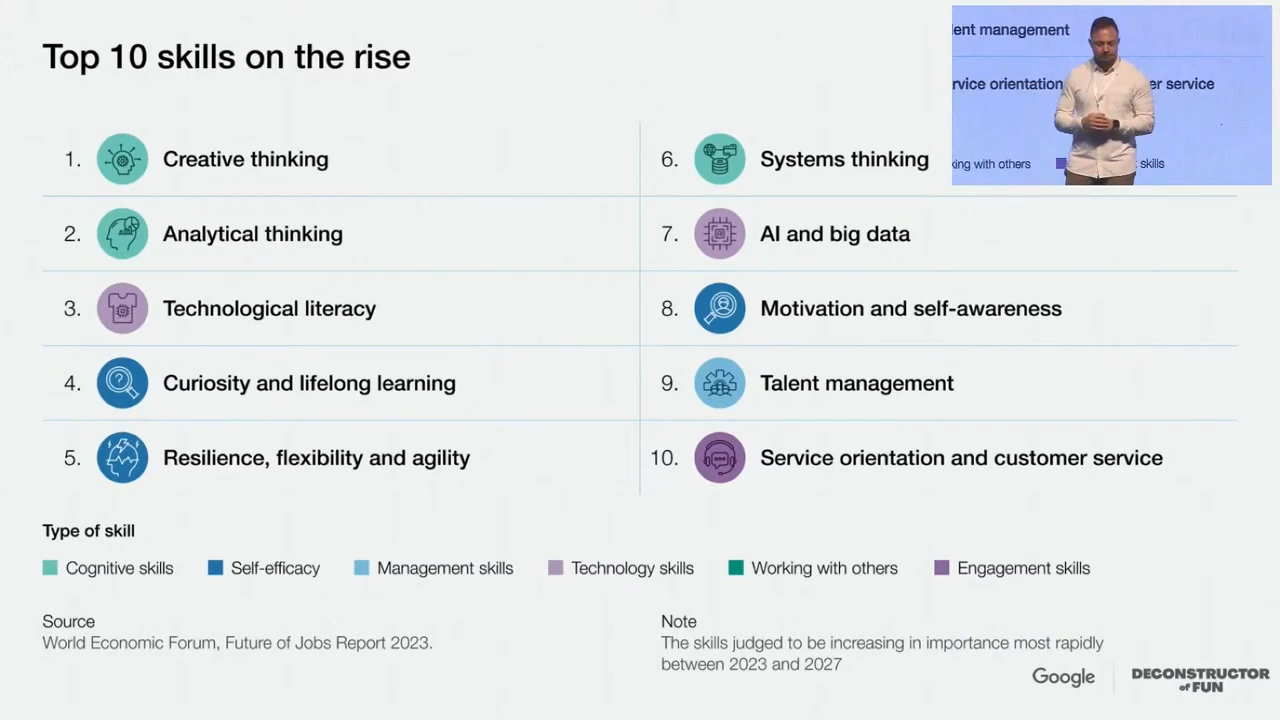 Top 10 skills on the rise
1. Creative thinking
2. Analytical thinking
3. Technological literacy
4. Curiosity and lifelong learning
5. Resilience, flexibility and agility
6. Systems thinking
7. AI and big data
8. Motivation and self-awareness
9. Talent management
10. Service orientation and customer service
Type of skill
Cognitive skills
Self-efficacy
Management skills
Technology skills
Working with others
Engagement skills
Source
World Economic Forum, Future of Jobs Report 2023.
Note
The skills judged to be increasing in importance most rapidly
between 2023 and 2027
Google
DECONSTRUCTOR
of FUN
ent management
rvice orientation er service
king with others skills